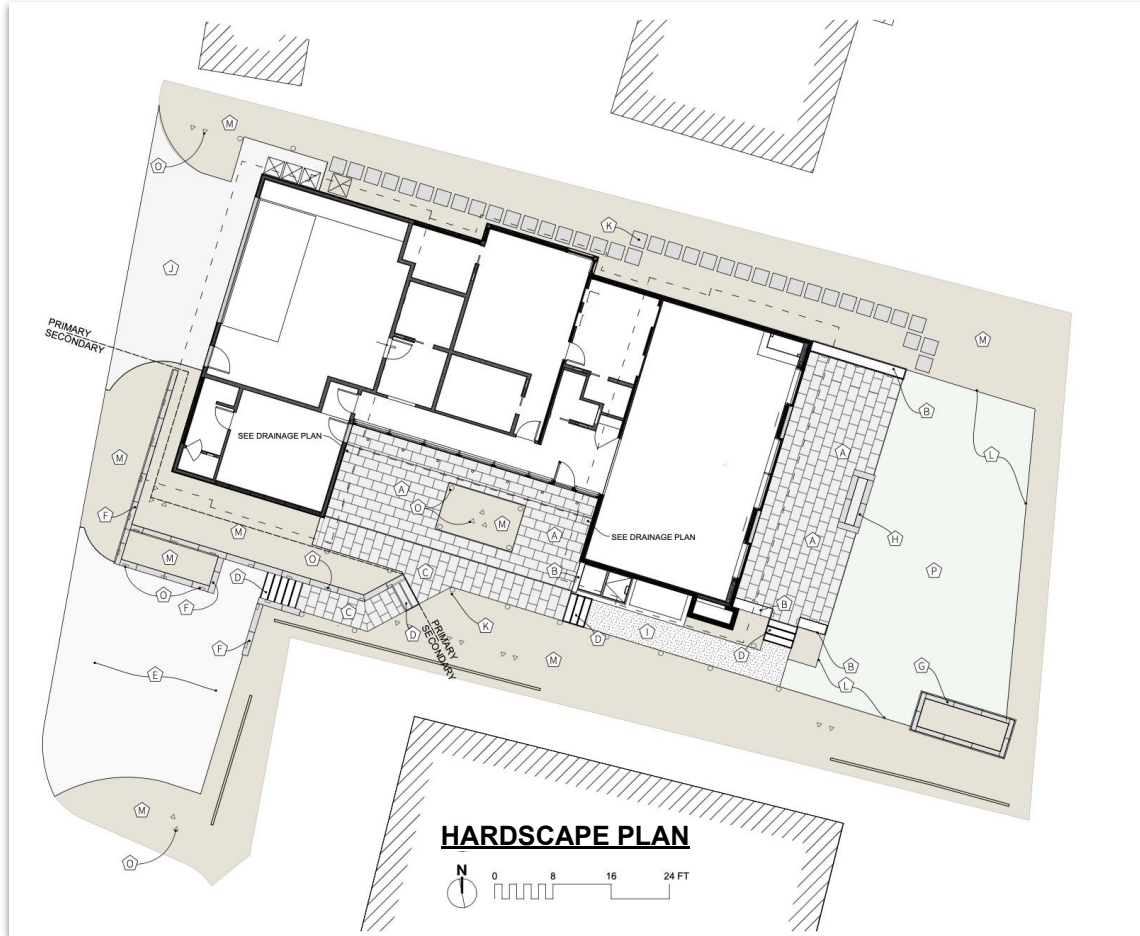 M
O
K
J
PRIMARY
SECONDARY
M
B
L
SEE DRAINAGE PLAN
A
M
A
O
F
M
A
SEE DRAINAGE PLAN
H
M
O
A
P
M
B
D
C
O
F
C
D
K
I
B
D
PRIMARY
SECONDARY
D
B
F
M
L
E
G
M
O
HARDSCAPE PLAN
N
0 8 16 24 FT